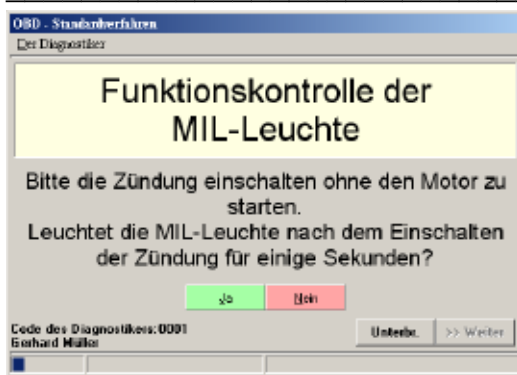 OBD - Standardverfahren
Der Diagnostiker
Funktionskontrolle der
MIL-Leuchte
Bitte die Zündung einschalten ohne den Motor zu
starten.
Leuchtet die MIL-Leuchte nach dem Einschalten
der Zündung für einige Sekunden?
Ja Nein
Code des Diagnostikers:0001
Gerhard Müller
Unterbr. >> Weiter